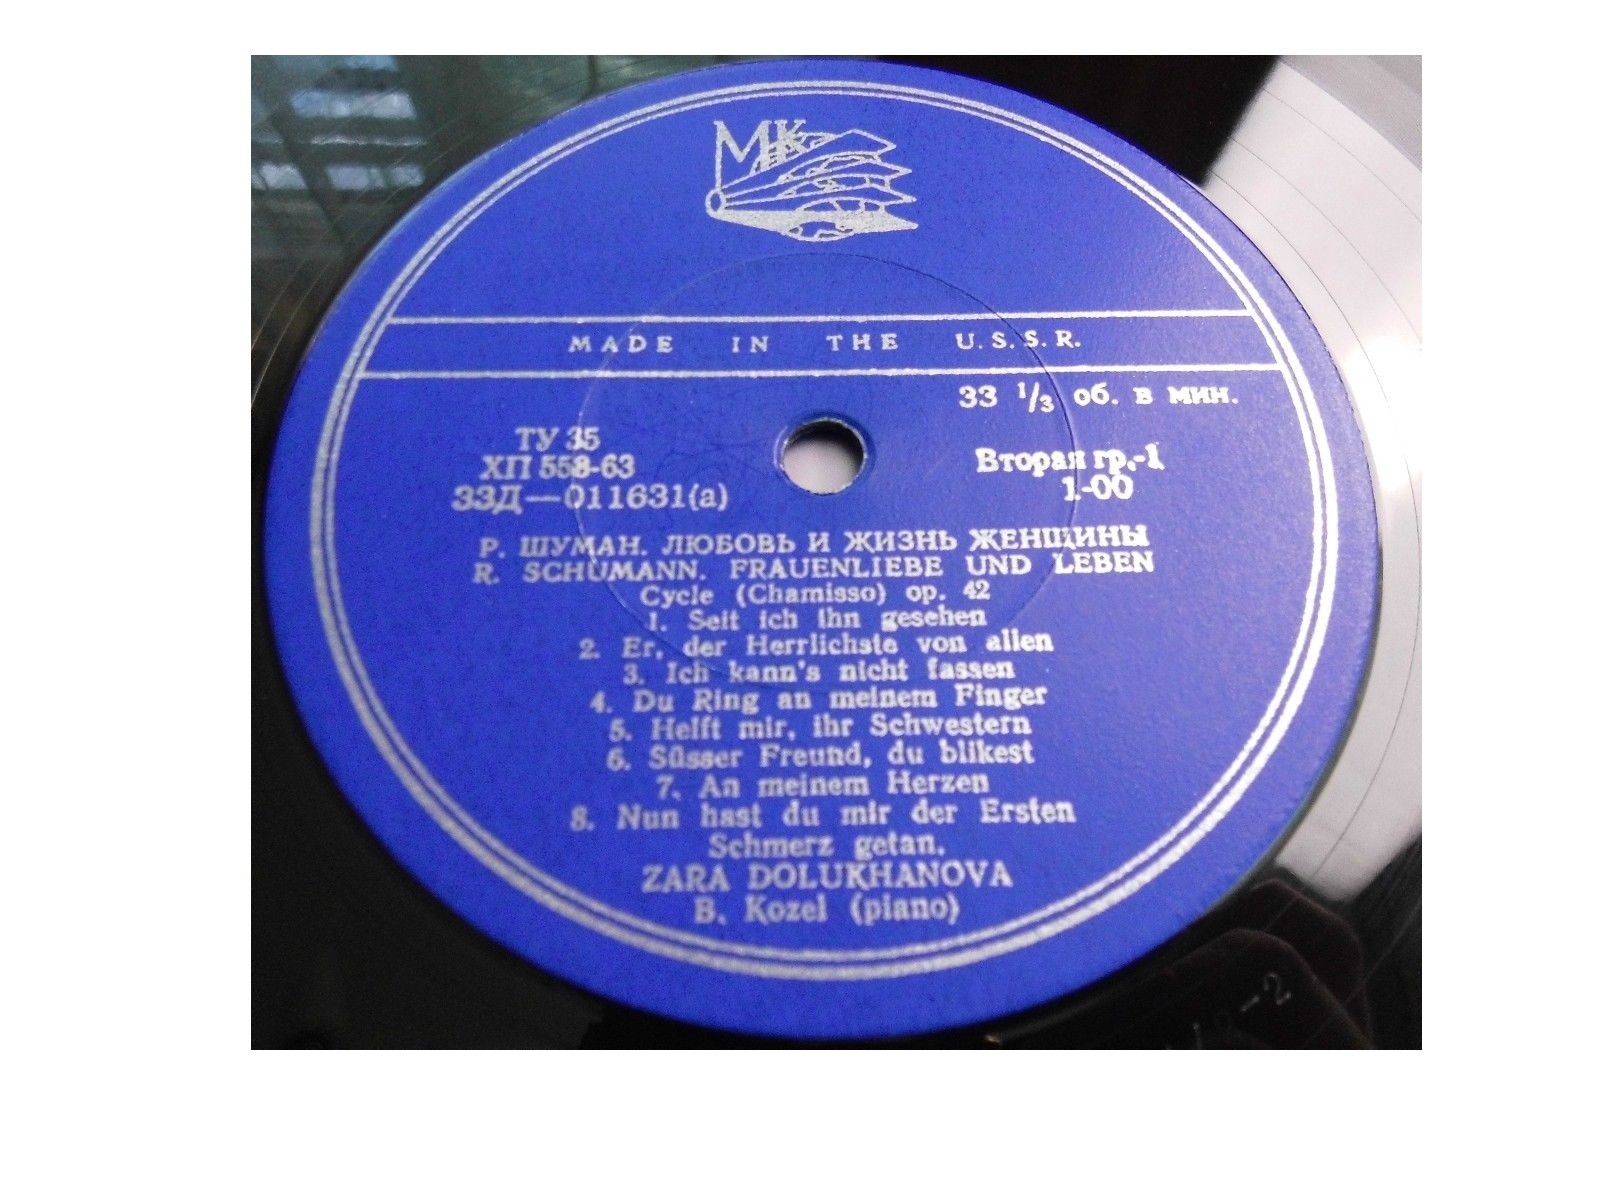 МК
MADE IN THE U.S.S.R.
33 1/3 об. в мин.
ТУ 35
ХП 558-63
33Д—011631(а)
Вторая гр.-1
1-00
Р. ШУМАН. ЛЮБОВЬ И ЖИЗНЬ ЖЕНЩИНЫ
R. SCHUMANN. FRAUENLIEBE UND LEBEN
Cycle (Chamisso) op. 42
1. Seit ich ihn gesehen
2. Er, der Herrlichste von allen
3. Ich kann's nicht fassen
4. Du Ring an meinem Finger
5. Helft mir, ihr Schwestern
6. Süsser Freund, du blikest
7. An meinem Herzen
8. Nun hast du mir der Ersten
Schmerz getan.
ZARA DOLUKHANOVA
B. Kozel (piano)